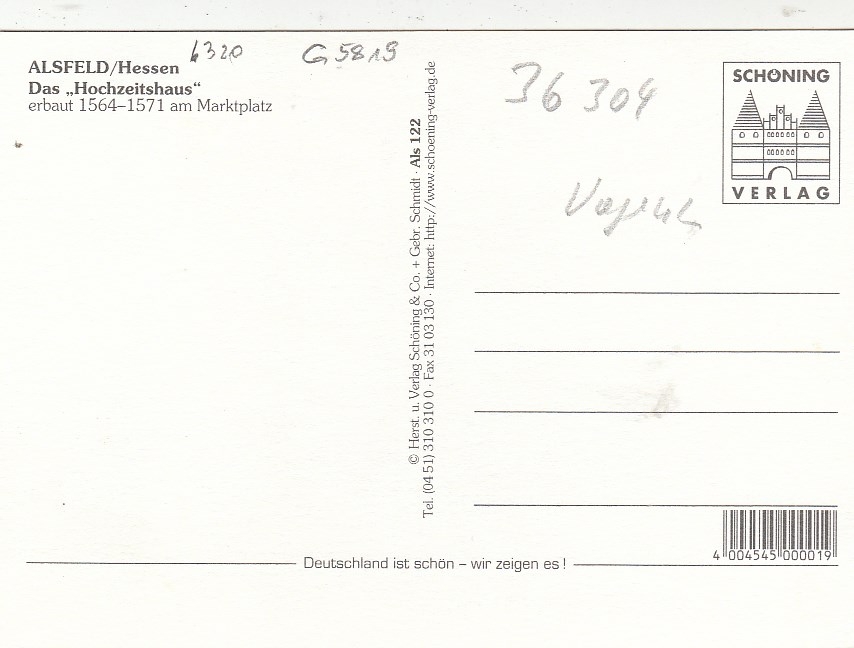 6320 G 5819
ALSFELD/Hessen
Das „Hochzeitshaus“
erbaut 1564–1571 am Marktplatz
© Herst. u. Verlag Schöning & Co. + Gebr. Schmidt · Als 122
Tel. (04 51) 310 310 0 · Fax 31 03 130 · Internet: http://www.schoening-verlag.de
36 304
SCHÖNING
VERLAG
4 004545 000019
Deutschland ist schön – wir zeigen es !